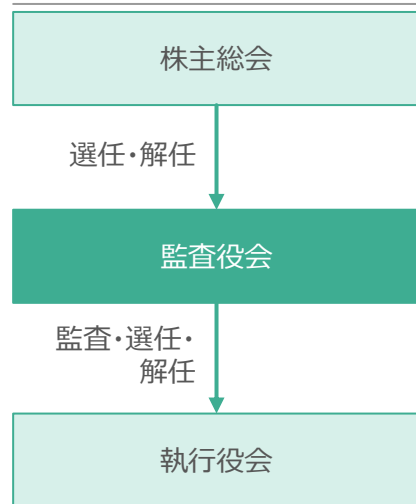 株主総会
選任・解任
監査役会
監査・選任・
解任
執行役会